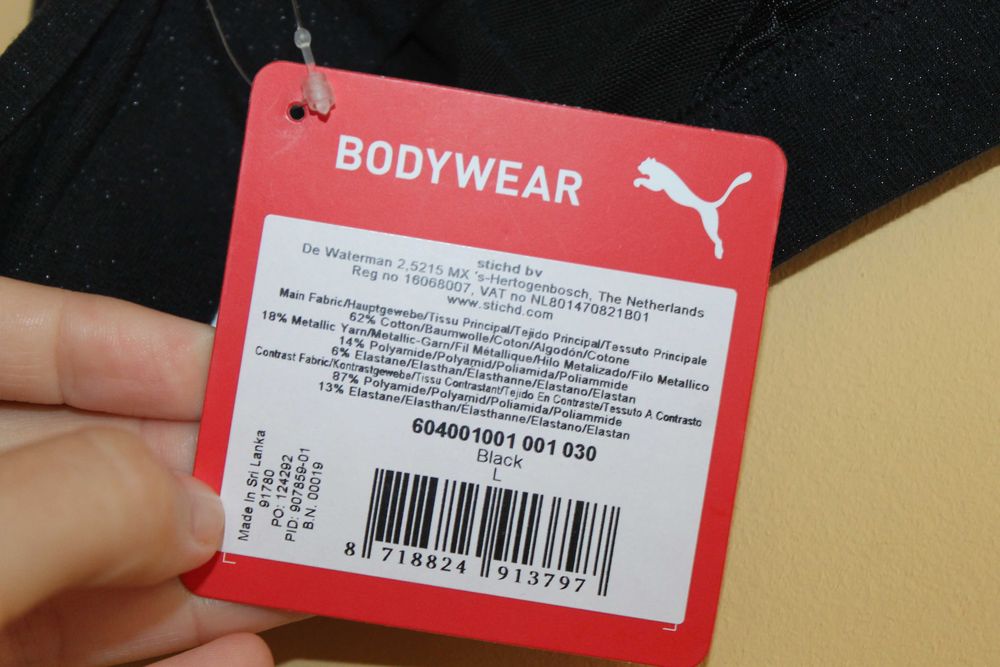 BODYWEAR
stichd bv
De Waterman 2,5215 MX 's-Hertogenbosch, The Netherlands
Reg no 16068007, VAT no NL801470821B01
www.stichd.com
Main Fabric/Hauptgewebe/Tissu Principal/Tejido Principal/Tessuto Principale
62% Cotton/Baumwolle/Coton/Algodón/Cotone
18% Metallic Yarn/Metallic-Garn/Fil Métallique/Hilo Metalizado/Filo Metallico
14% Polyamide/Polyamid/Poliamida/Poliammide
6% Elastane/Elasthan/Élasthanne/Elastano/Elastan
Contrast Fabric/Kontrastgewebe/Tissu Contrastant/Tejido En Contraste/Tessuto A Contrasto
87% Polyamide/Polyamid/Poliamida/Poliammide
13% Elastane/Elasthan/Élasthanne/Elastano/Elastan
604001001 001 030
Black
L
Made In Sri Lanka
91780
PO: 124292
PID: 907859-01
B.N. 00019
8 718824 913797